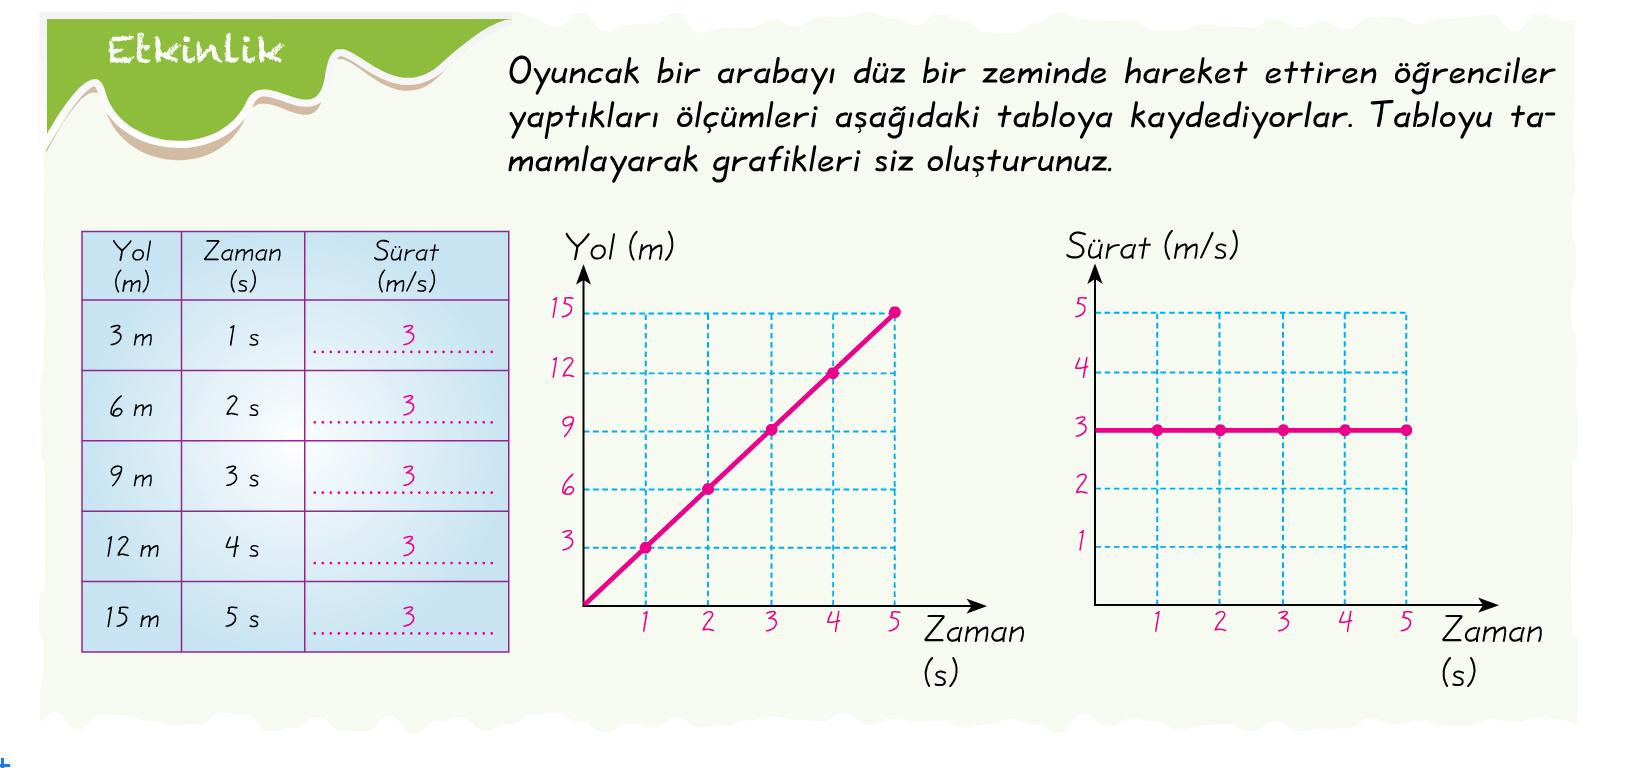 Etkinlik
Oyuncak bir arabayı düz bir zeminde hareket ettiren öğrenciler
yaptıkları ölçümleri aşağıdaki tabloya kaydediyorlar. Tabloyu ta-
mamlayarak grafikleri siz oluşturunuz.
Yol (m) Zaman (s) Sürat (m/s)
3 m 1 s 3
6 m 2 s 3
9 m 3 s 3
12 m 4 s 3
15 m 5 s 3
Yol (m)
15
12
9
6
3
1 2 3 4 5 Zaman
(s)
Sürat (m/s)
5
4
3
2
1
1 2 3 4 5 Zaman
(s)